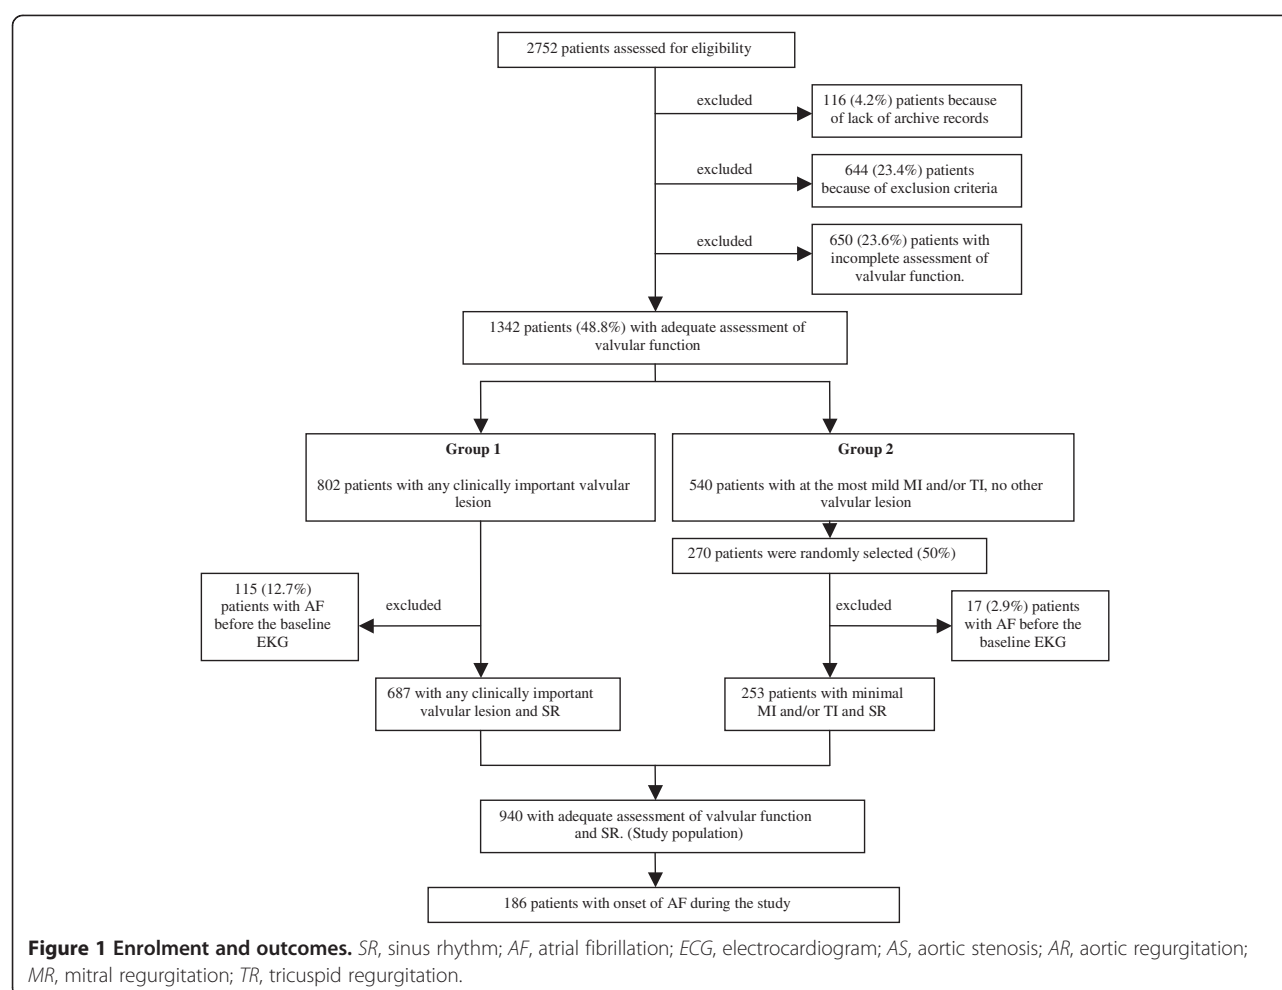 2752 patients assessed for eligibility
excluded
116 (4.2%) patients because
of lack of archive records
excluded
644 (23.4%) patients
because of exclusion criteria
excluded
650 (23.6%) patients with
incomplete assessment of
valvular function.
1342 patients (48.8%) with adequate assessment of
valvular function
Group 1
802 patients with any clinically important valvular
lesion
Group 2
540 patients with at the most mild MI and/or TI, no other
valvular lesion
270 patients were randomly selected (50%)
115 (12.7%)
patients with AF
before the baseline
EKG
excluded
excluded
17 (2.9%) patients
with AF before the
baseline EKG
687 with any clinically important
valvular lesion and SR
253 patients with minimal
MI and/or TI and SR
940 with adequate assessment of valvular function
and SR. (Study population)
186 patients with onset of AF during the study
Figure 1 Enrolment and outcomes. SR, sinus rhythm; AF, atrial fibrillation; ECG, electrocardiogram; AS, aortic stenosis; AR, aortic regurgitation;
MR, mitral regurgitation; TR, tricuspid regurgitation.